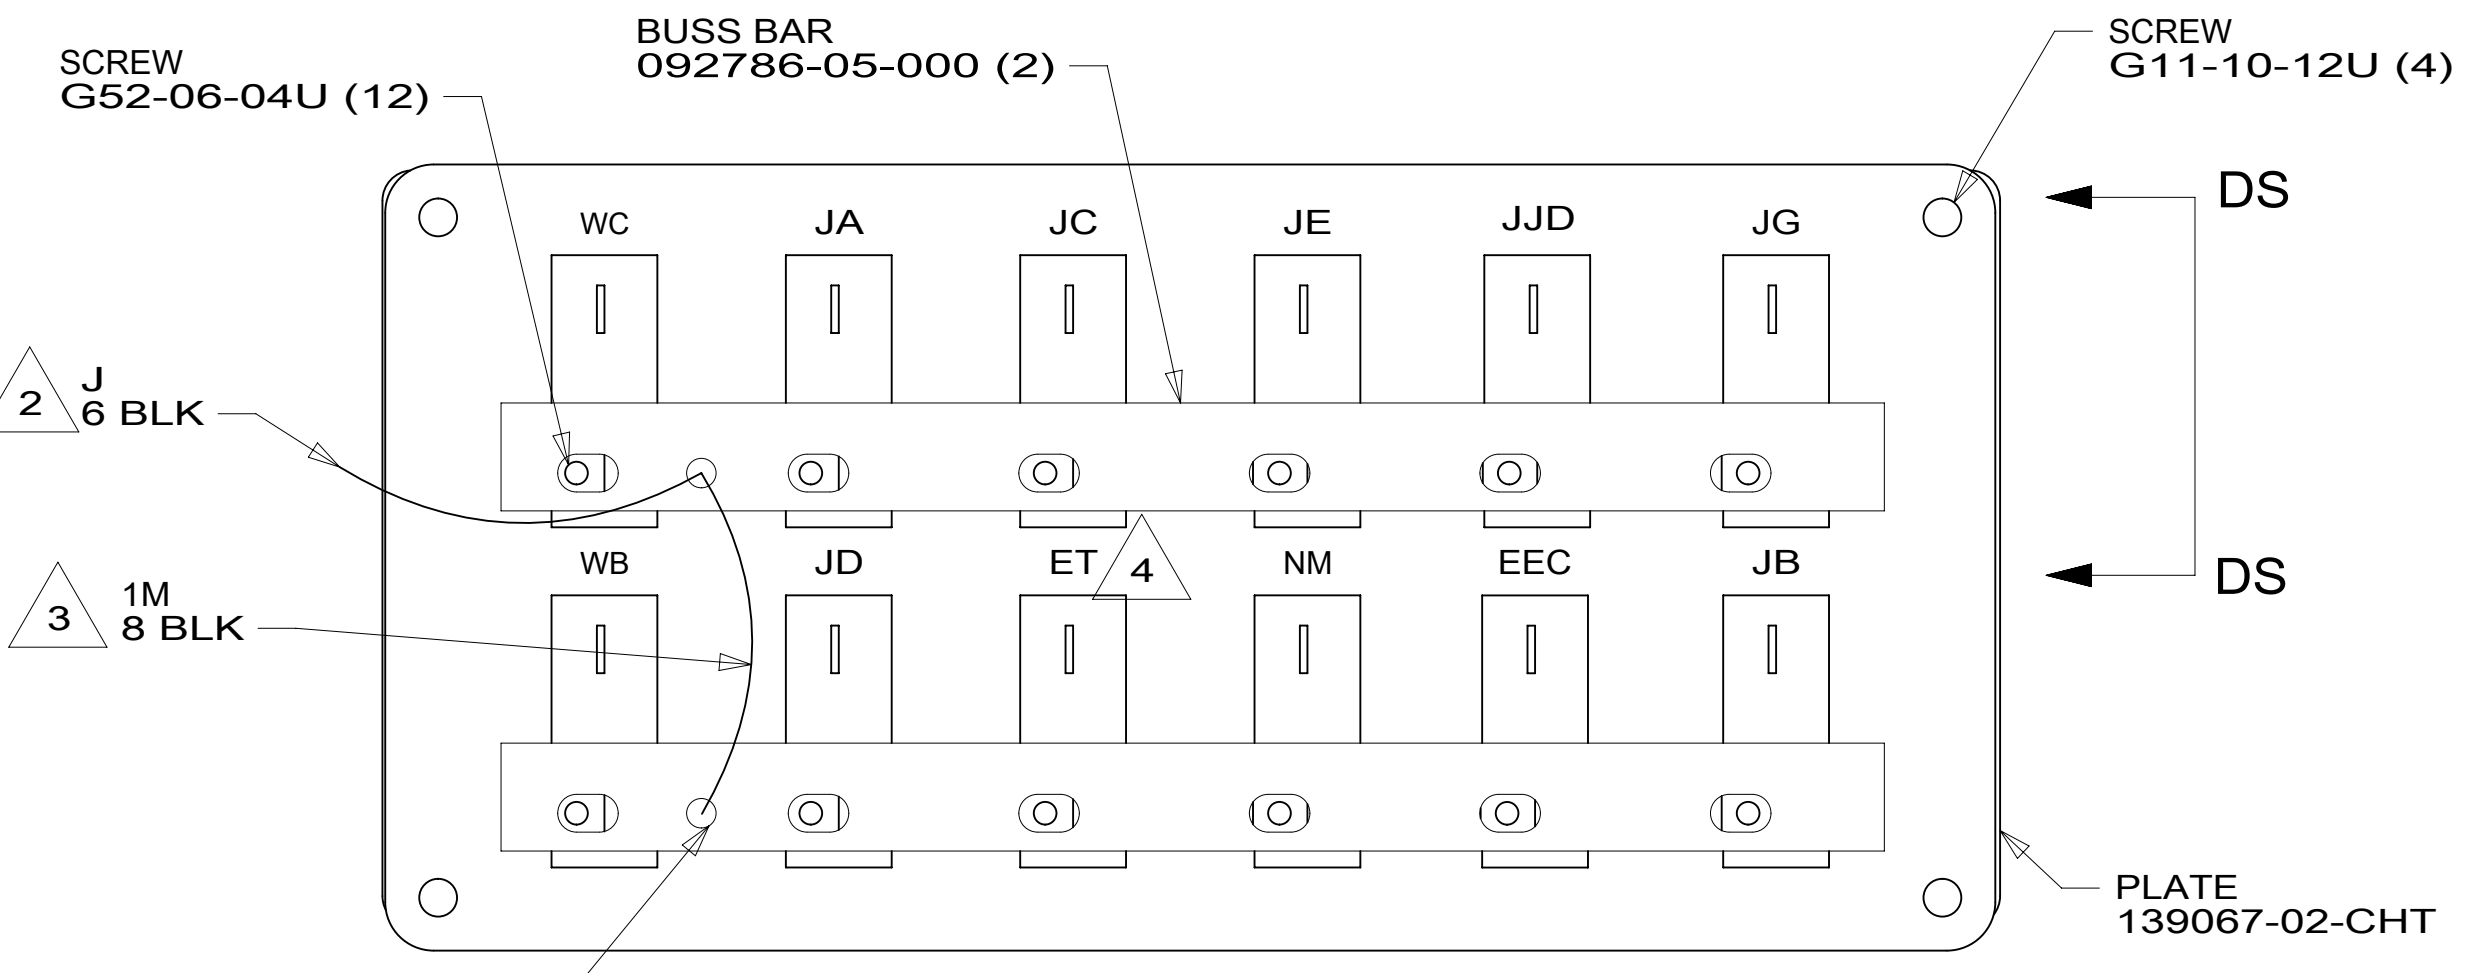 BUSS BAR
092786-05-000 (2)
SCREW
G11-10-12U (4)
SCREW
G52-06-04U (12)
DS
WC JA JC JE JJD JG
2
J
6 BLK
WB JD ET 4 NM EEC JB
DS
3
1M
8 BLK
PLATE
139067-02-CHT